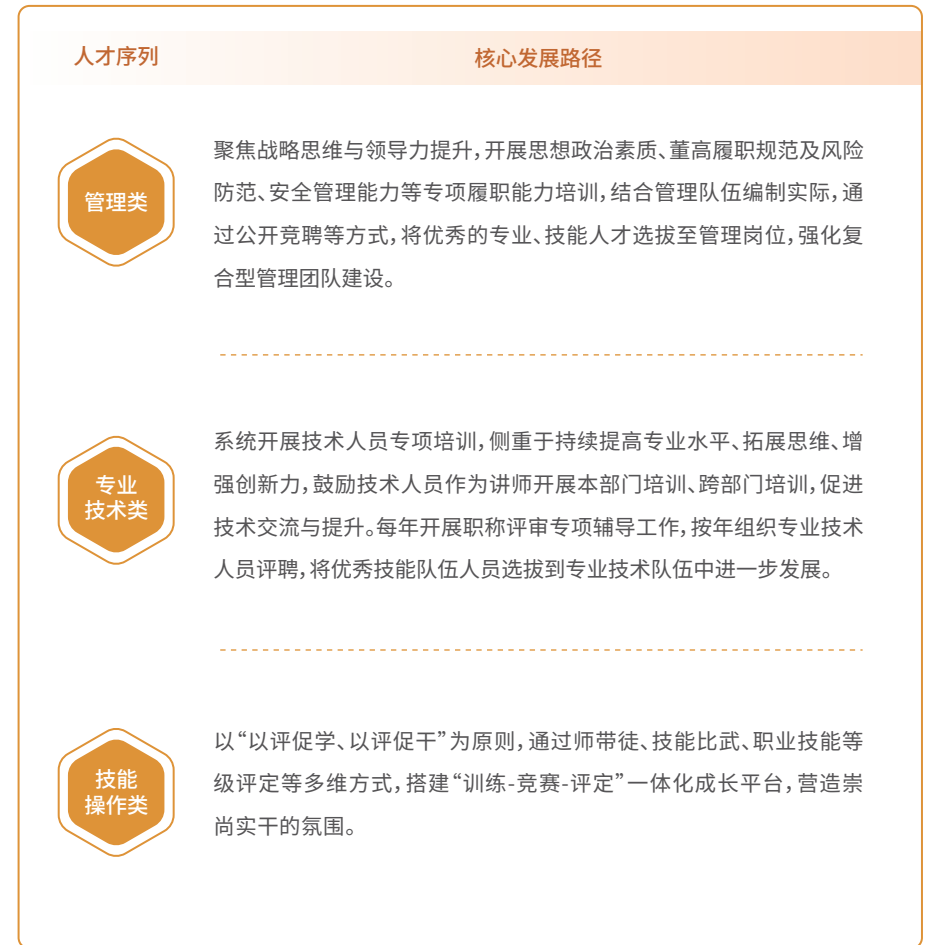 人才序列
核心发展路径
管理类
聚焦战略思维与领导力提升，开展思想政治素质、董高履职规范及风险
防范、安全管理能力等专项履职能力培训，结合管理队伍编制实际，通
过公开竞聘等方式，将优秀的专业、技能人才选拔至管理岗位，强化复
合型管理团队建设。
专业
技术类
系统开展技术人员专项培训，侧重于持续提高专业水平、拓展思维、增
强创新力，鼓励技术人员作为讲师开展本部门培训、跨部门培训，促进
技术交流与提升。每年开展职称评审专项辅导工作，按年组织专业技术
人员评聘，将优秀技能队伍人员选拔到专业技术队伍中进一步发展。
技能
操作类
以“以评促学、以评促干”为原则，通过师带徒、技能比武、职业技能等
级评定等多维方式，搭建“训练-竞赛-评定”一体化成长平台，营造崇
尚实干的氛围。